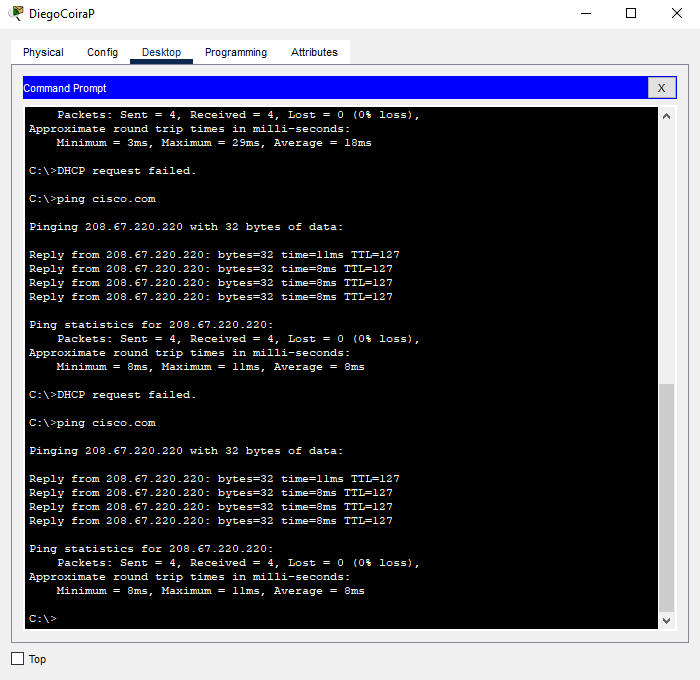 DiegoCoiraP
Physical Config Desktop Programming Attributes
Command Prompt X
Packets: Sent = 4, Received = 4, Lost = 0 (0% loss),
Approximate round trip times in milli-seconds:
Minimum = 3ms, Maximum = 29ms, Average = 18ms
C:\>DHCP request failed.
C:\>ping cisco.com
Pinging 208.67.220.220 with 32 bytes of data:
Reply from 208.67.220.220: bytes=32 time=11ms TTL=127
Reply from 208.67.220.220: bytes=32 time=8ms TTL=127
Reply from 208.67.220.220: bytes=32 time=8ms TTL=127
Reply from 208.67.220.220: bytes=32 time=8ms TTL=127
Ping statistics for 208.67.220.220:
Packets: Sent = 4, Received = 4, Lost = 0 (0% loss),
Approximate round trip times in milli-seconds:
Minimum = 8ms, Maximum = 11ms, Average = 8ms
C:\>DHCP request failed.
C:\>ping cisco.com
Pinging 208.67.220.220 with 32 bytes of data:
Reply from 208.67.220.220: bytes=32 time=11ms TTL=127
Reply from 208.67.220.220: bytes=32 time=8ms TTL=127
Reply from 208.67.220.220: bytes=32 time=8ms TTL=127
Reply from 208.67.220.220: bytes=32 time=8ms TTL=127
Ping statistics for 208.67.220.220:
Packets: Sent = 4, Received = 4, Lost = 0 (0% loss),
Approximate round trip times in milli-seconds:
Minimum = 8ms, Maximum = 11ms, Average = 8ms
C:\>
Top